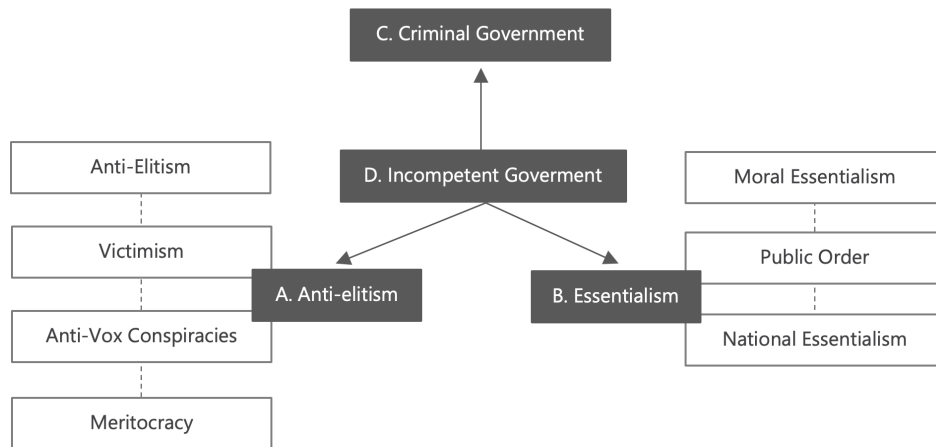 C. Criminal Government
Anti-Elitism
D. Incompetent Goverment
Moral Essentialism
Victimism
Public Order
A. Anti-elitism
B. Essentialism
Anti-Vox Conspiracies
National Essentialism
Meritocracy